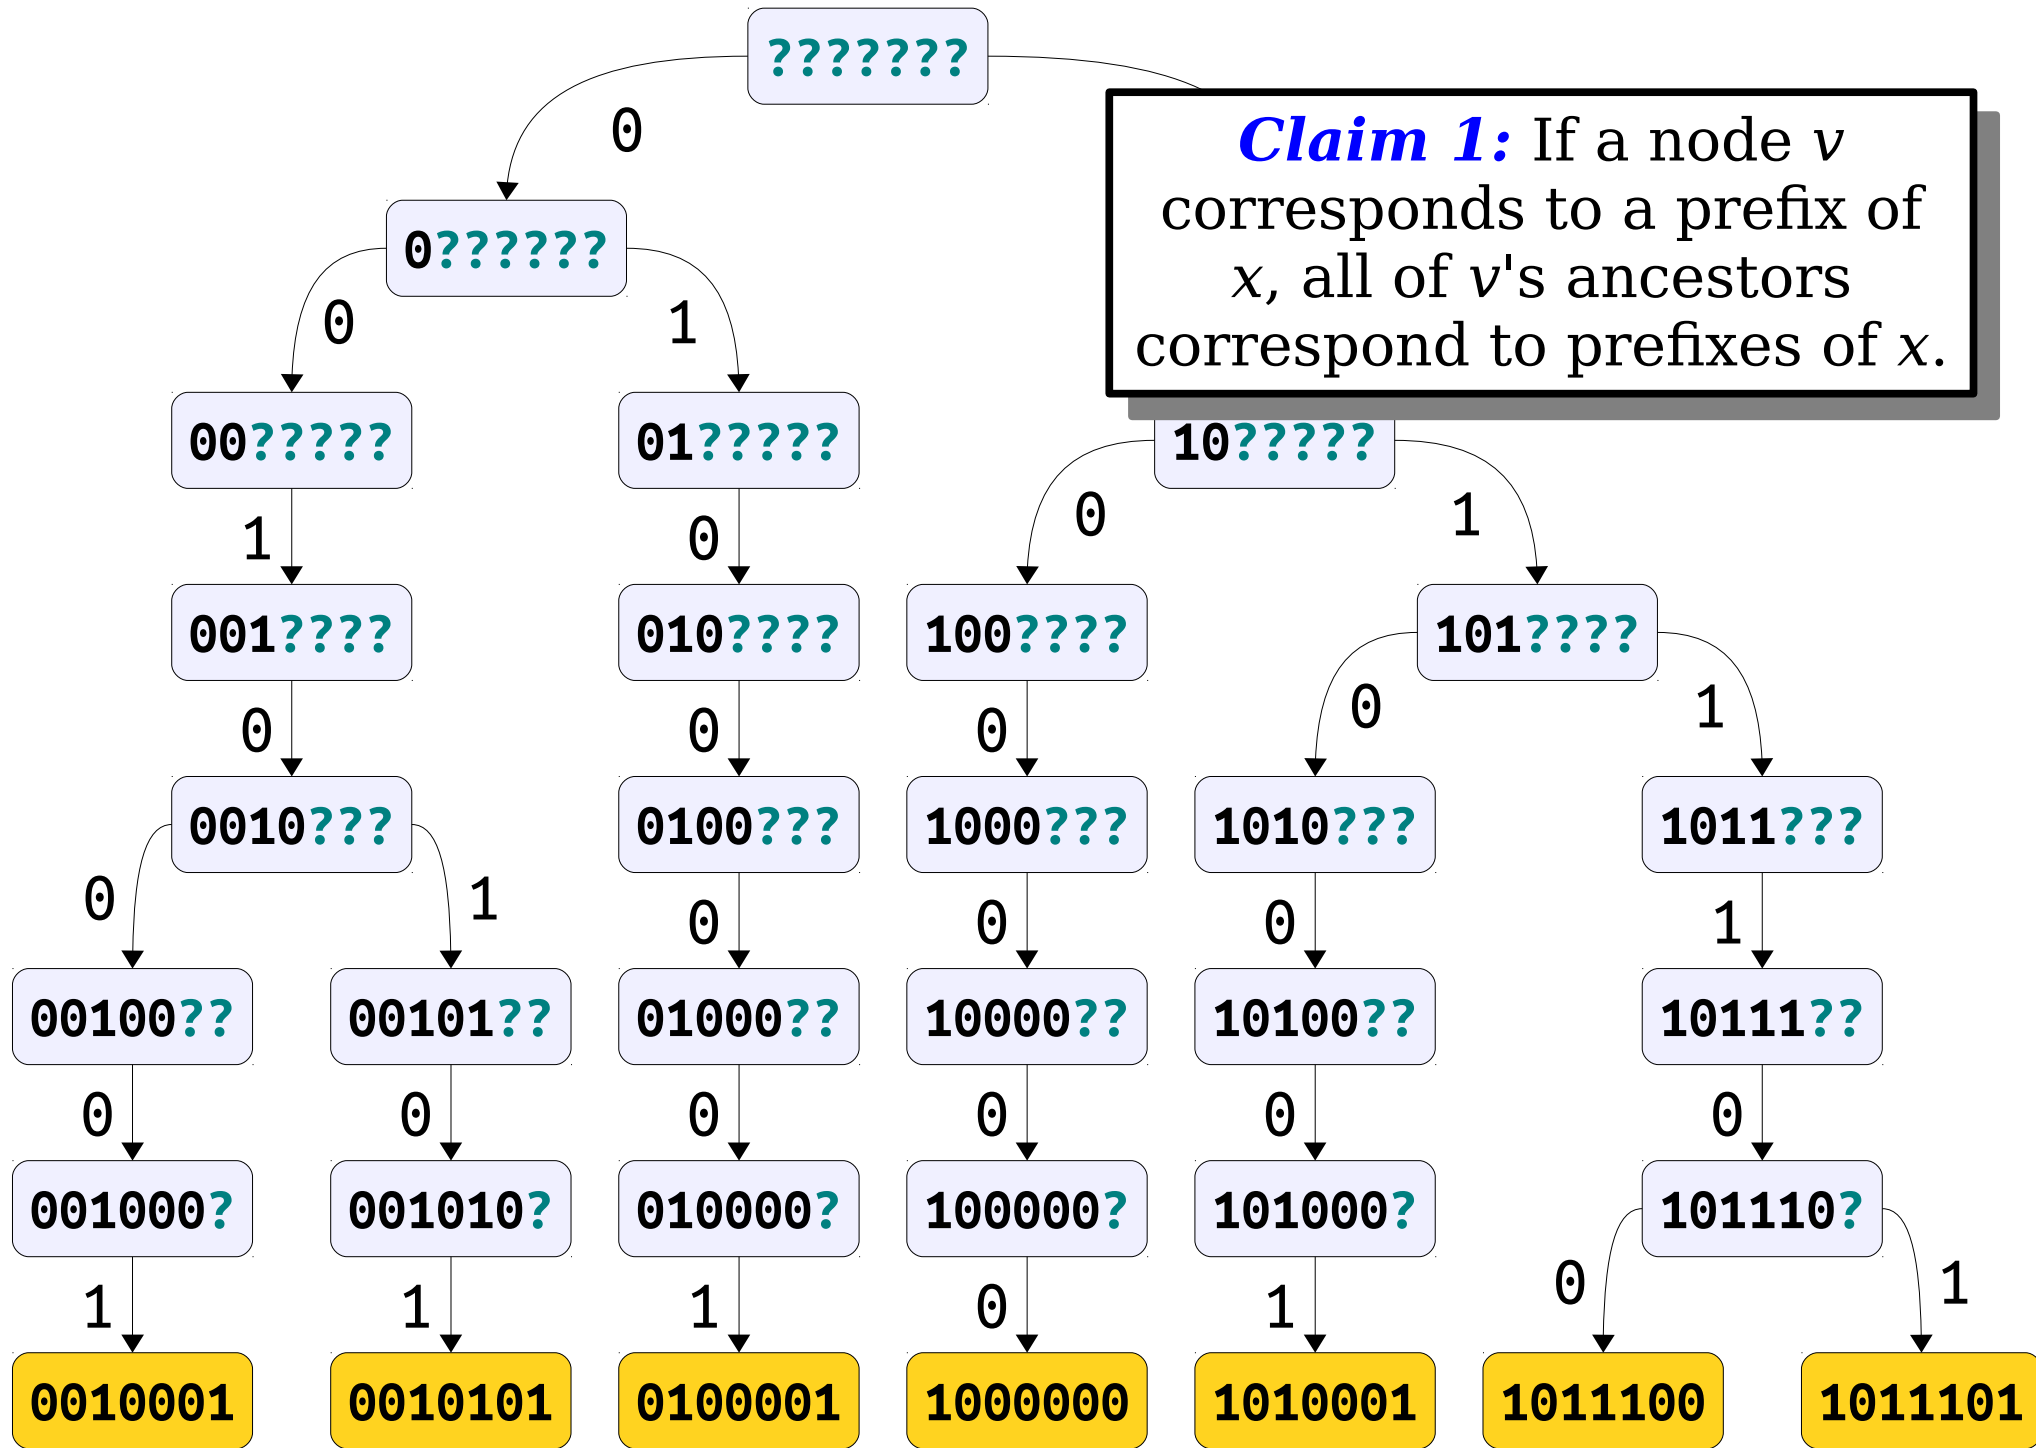 ???????
0
Claim 1: If a node v
corresponds to a prefix of
x, all of v's ancestors
correspond to prefixes of x.
0??????
0 1
00????? 01????? 10?????
1 0 0 1
001???? 010???? 100???? 101????
0 0 0 0 1
0010??? 0100??? 1000??? 1010??? 1011???
0 1 0 0 0 1
00100?? 00101?? 01000?? 10000?? 10100?? 10111??
0 0 0 0 0 0
001000? 001010? 010000? 100000? 101000? 101110?
1 1 1 0 1 0 1
0010001 0010101 0100001 1000000 1010001 1011100 1011101